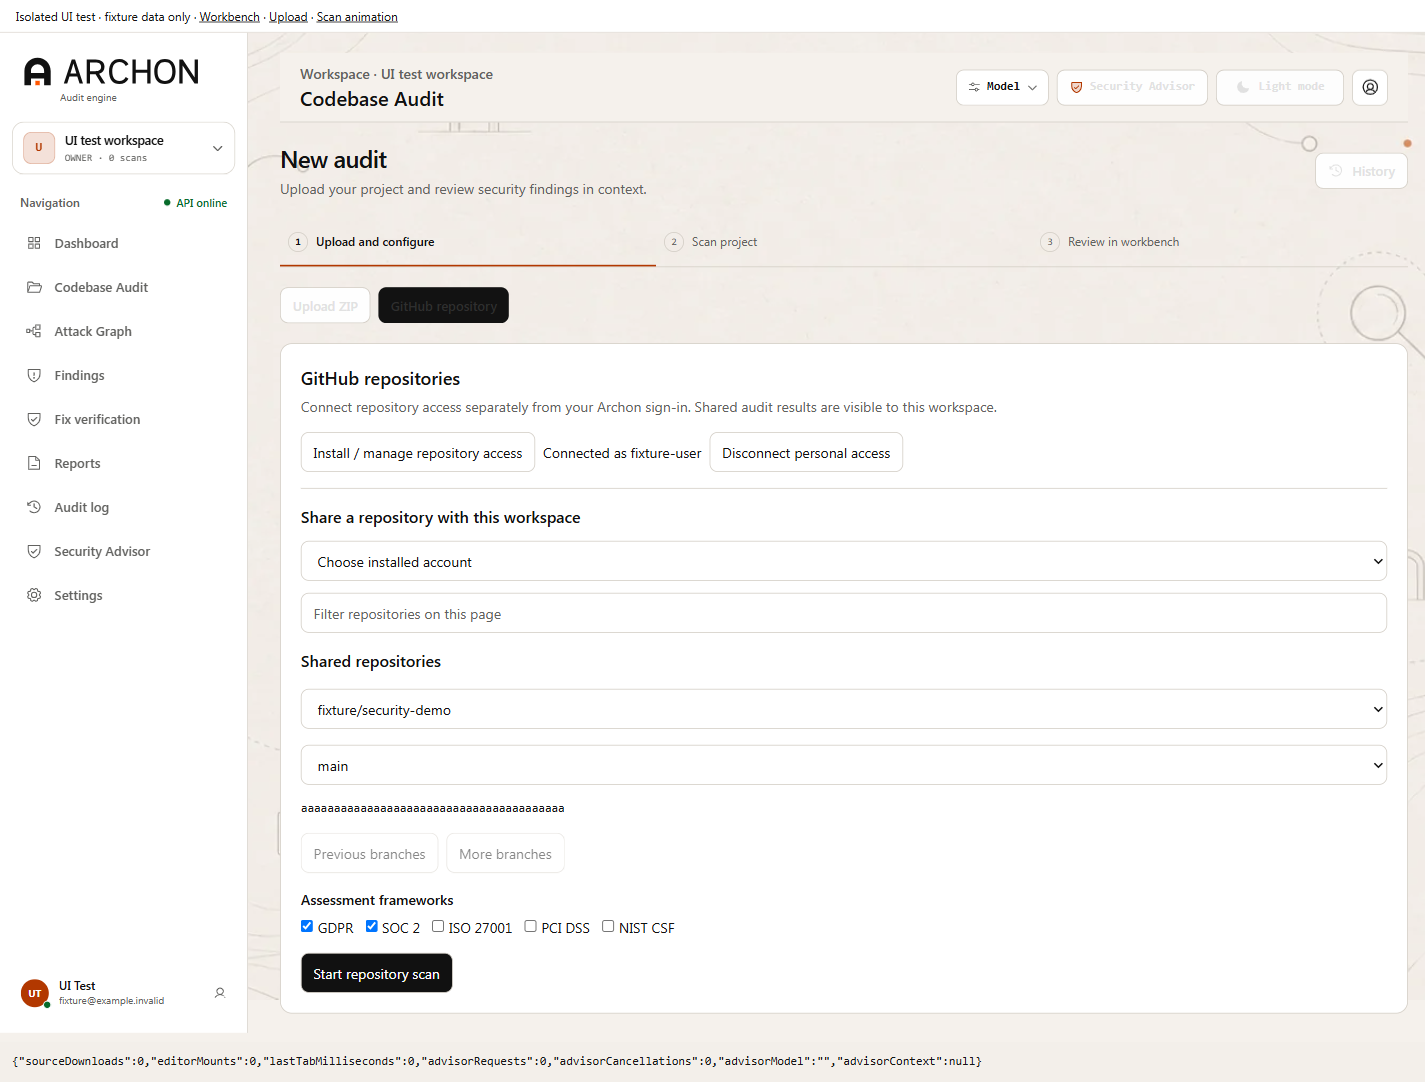 Isolated UI test · fixture data only · Workbench · Upload · Scan animation
ARCHON
Audit engine
U
UI test workspace
OWNER · 0 scans
Navigation
API online
Dashboard
Codebase Audit
Attack Graph
Findings
Fix verification
Reports
Audit log
Security Advisor
Settings
UT
UI Test
fixture@example.invalid
Workspace · UI test workspace
Codebase Audit
Model
Security Advisor
Light mode
New audit
Upload your project and review security findings in context.
History
1 Upload and configure
2 Scan project
3 Review in workbench
Upload ZIP
GitHub repository
GitHub repositories
Connect repository access separately from your Archon sign-in. Shared audit results are visible to this workspace.
Install / manage repository access
Connected as fixture-user
Disconnect personal access
Share a repository with this workspace
Choose installed account
Filter repositories on this page
Shared repositories
fixture/security-demo
main
aaaaaaaaaaaaaaaaaaaaaaaaaaaaaaaaaaaaaaaa
Previous branches
More branches
Assessment frameworks
GDPR SOC 2 ISO 27001 PCI DSS NIST CSF
Start repository scan
{"sourceDownloads":0,"editorMounts":0,"lastTabMilliseconds":0,"advisorRequests":0,"advisorCancellations":0,"advisorModel":"","advisorContext":null}